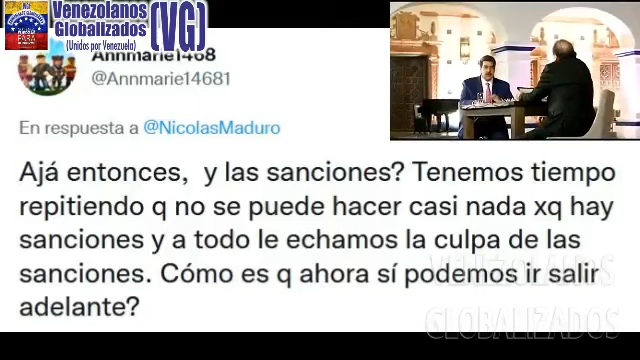 Venezolanos
Globalizados
(Unidos por Venezuela)
(VG)
Annmarie1468
@Annmarie14681
En respuesta a @NicolasMaduro
Ajá entonces, y las sanciones? Tenemos tiempo
repitiendo q no se puede hacer casi nada xq hay
sanciones y a todo le echamos la culpa de las
sanciones. Cómo es q ahora sí podemos ir salir
adelante?
VENEZOLANOS
GLOBALIZADOS